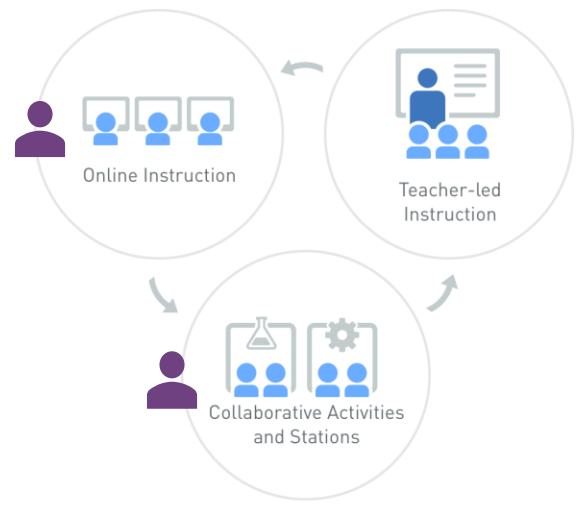 Online Instruction
Teacher-led
Instruction
Collaborative Activities
and Stations